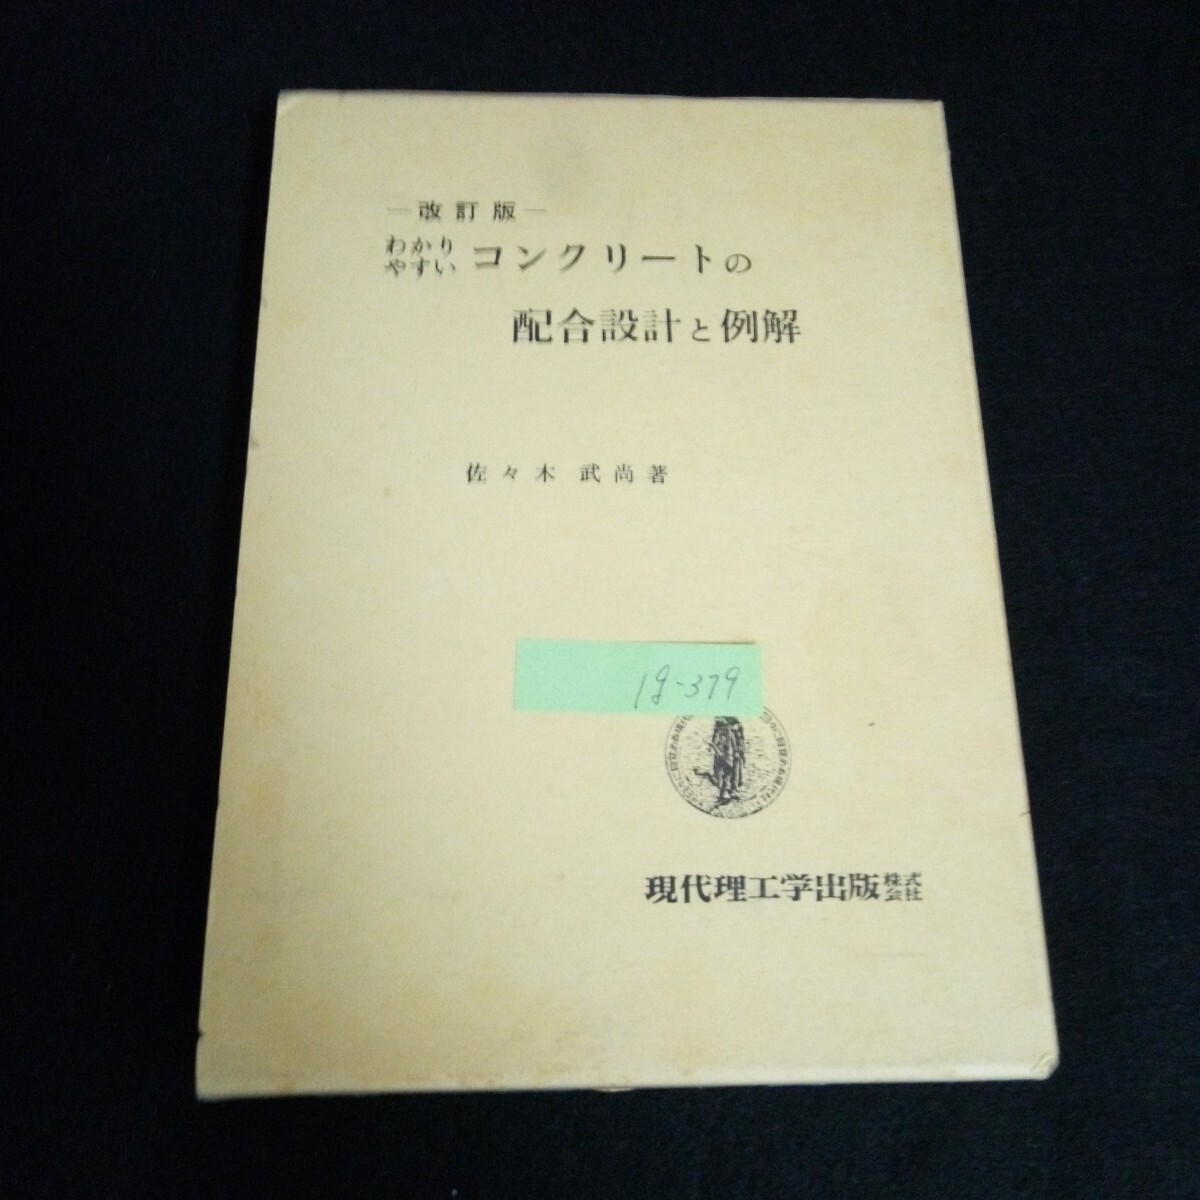 —改訂版—
わかりやすい コンクリートの
配合設計と例解
佐々木 武尚著
1g-379
現代理工学出版株式会社